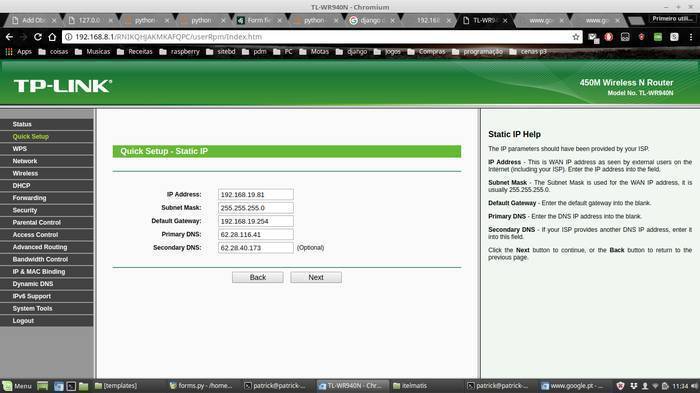 TL-WR940N - Chromium
Add Ob
127.0.0
python
python
Form fi
django d
192.168
TL-WR9
www.go
www.go
Primeiro util...
192.168.8.1/RNIKQHJAKMKAFQPC/userRpm/Index.htm
Apps
coisas
Musicas
Receitas
raspberry
sitebd
pdm
PC
Motas
django
Jogos
Compras
programação
cenas p3
TP-LINK
450M Wireless N Router
Model No. TL-WR940N
Status
Quick Setup
WPS
Network
Wireless
DHCP
Forwarding
Security
Parental Control
Access Control
Advanced Routing
Bandwidth Control
IP & MAC Binding
Dynamic DNS
IPv6 Support
System Tools
Logout
Quick Setup - Static IP
IP Address: 192.168.19.81
Subnet Mask: 255.255.255.0
Default Gateway: 192.168.19.254
Primary DNS: 62.28.116.41
Secondary DNS: 62.28.40.173 (Optional)
Back Next
Static IP Help
The IP parameters should have been provided by your ISP.
IP Address - This is WAN IP address as seen by external users on the
Internet (including your ISP). Enter the IP address into the field.
Subnet Mask - The Subnet Mask is used for the WAN IP address, it is
usually 255.255.255.0.
Default Gateway - Enter the default gateway into the blank.
Primary DNS - Enter the DNS IP address into the blank.
Secondary DNS - If your ISP provides another DNS IP address, enter it
into this field.
Click the Next button to continue, or the Back button to return to the
previous page.
Menu
[templates]
forms.py - /home...
patrick@patrick-...
TL-WR940N - Chr...
itelmatis
patrick@patrick-...
www.google.pt - ...
11:34